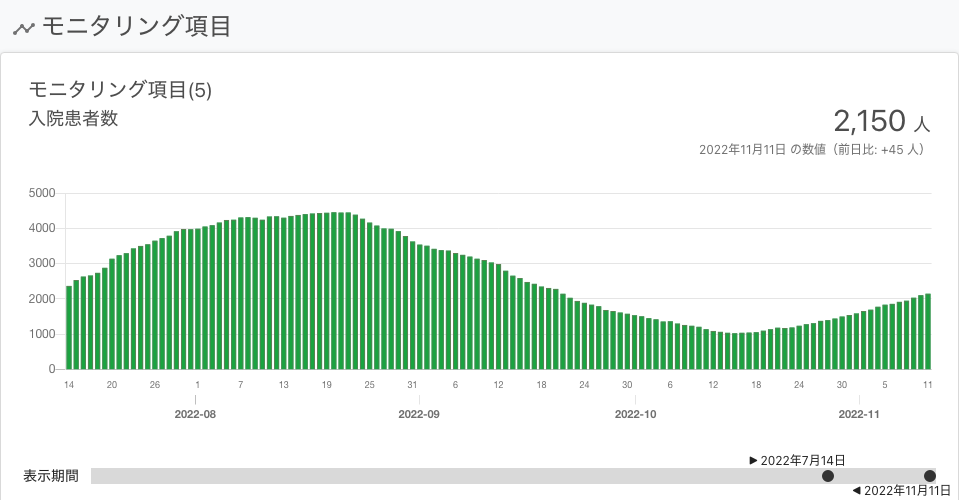 モニタリング項目
モニタリング項目(5)
入院患者数
2,150 人
2022年11月11日 の数値（前日比: +45 人）
5000
4000
3000
2000
1000
0
14 20 26 1 7 13 19 25 31 6 12 18 24 30 6 12 18 24 30 5 11
2022-08 2022-09 2022-10 2022-11
▶ 2022年7月14日
表示期間
◀ 2022年11月11日